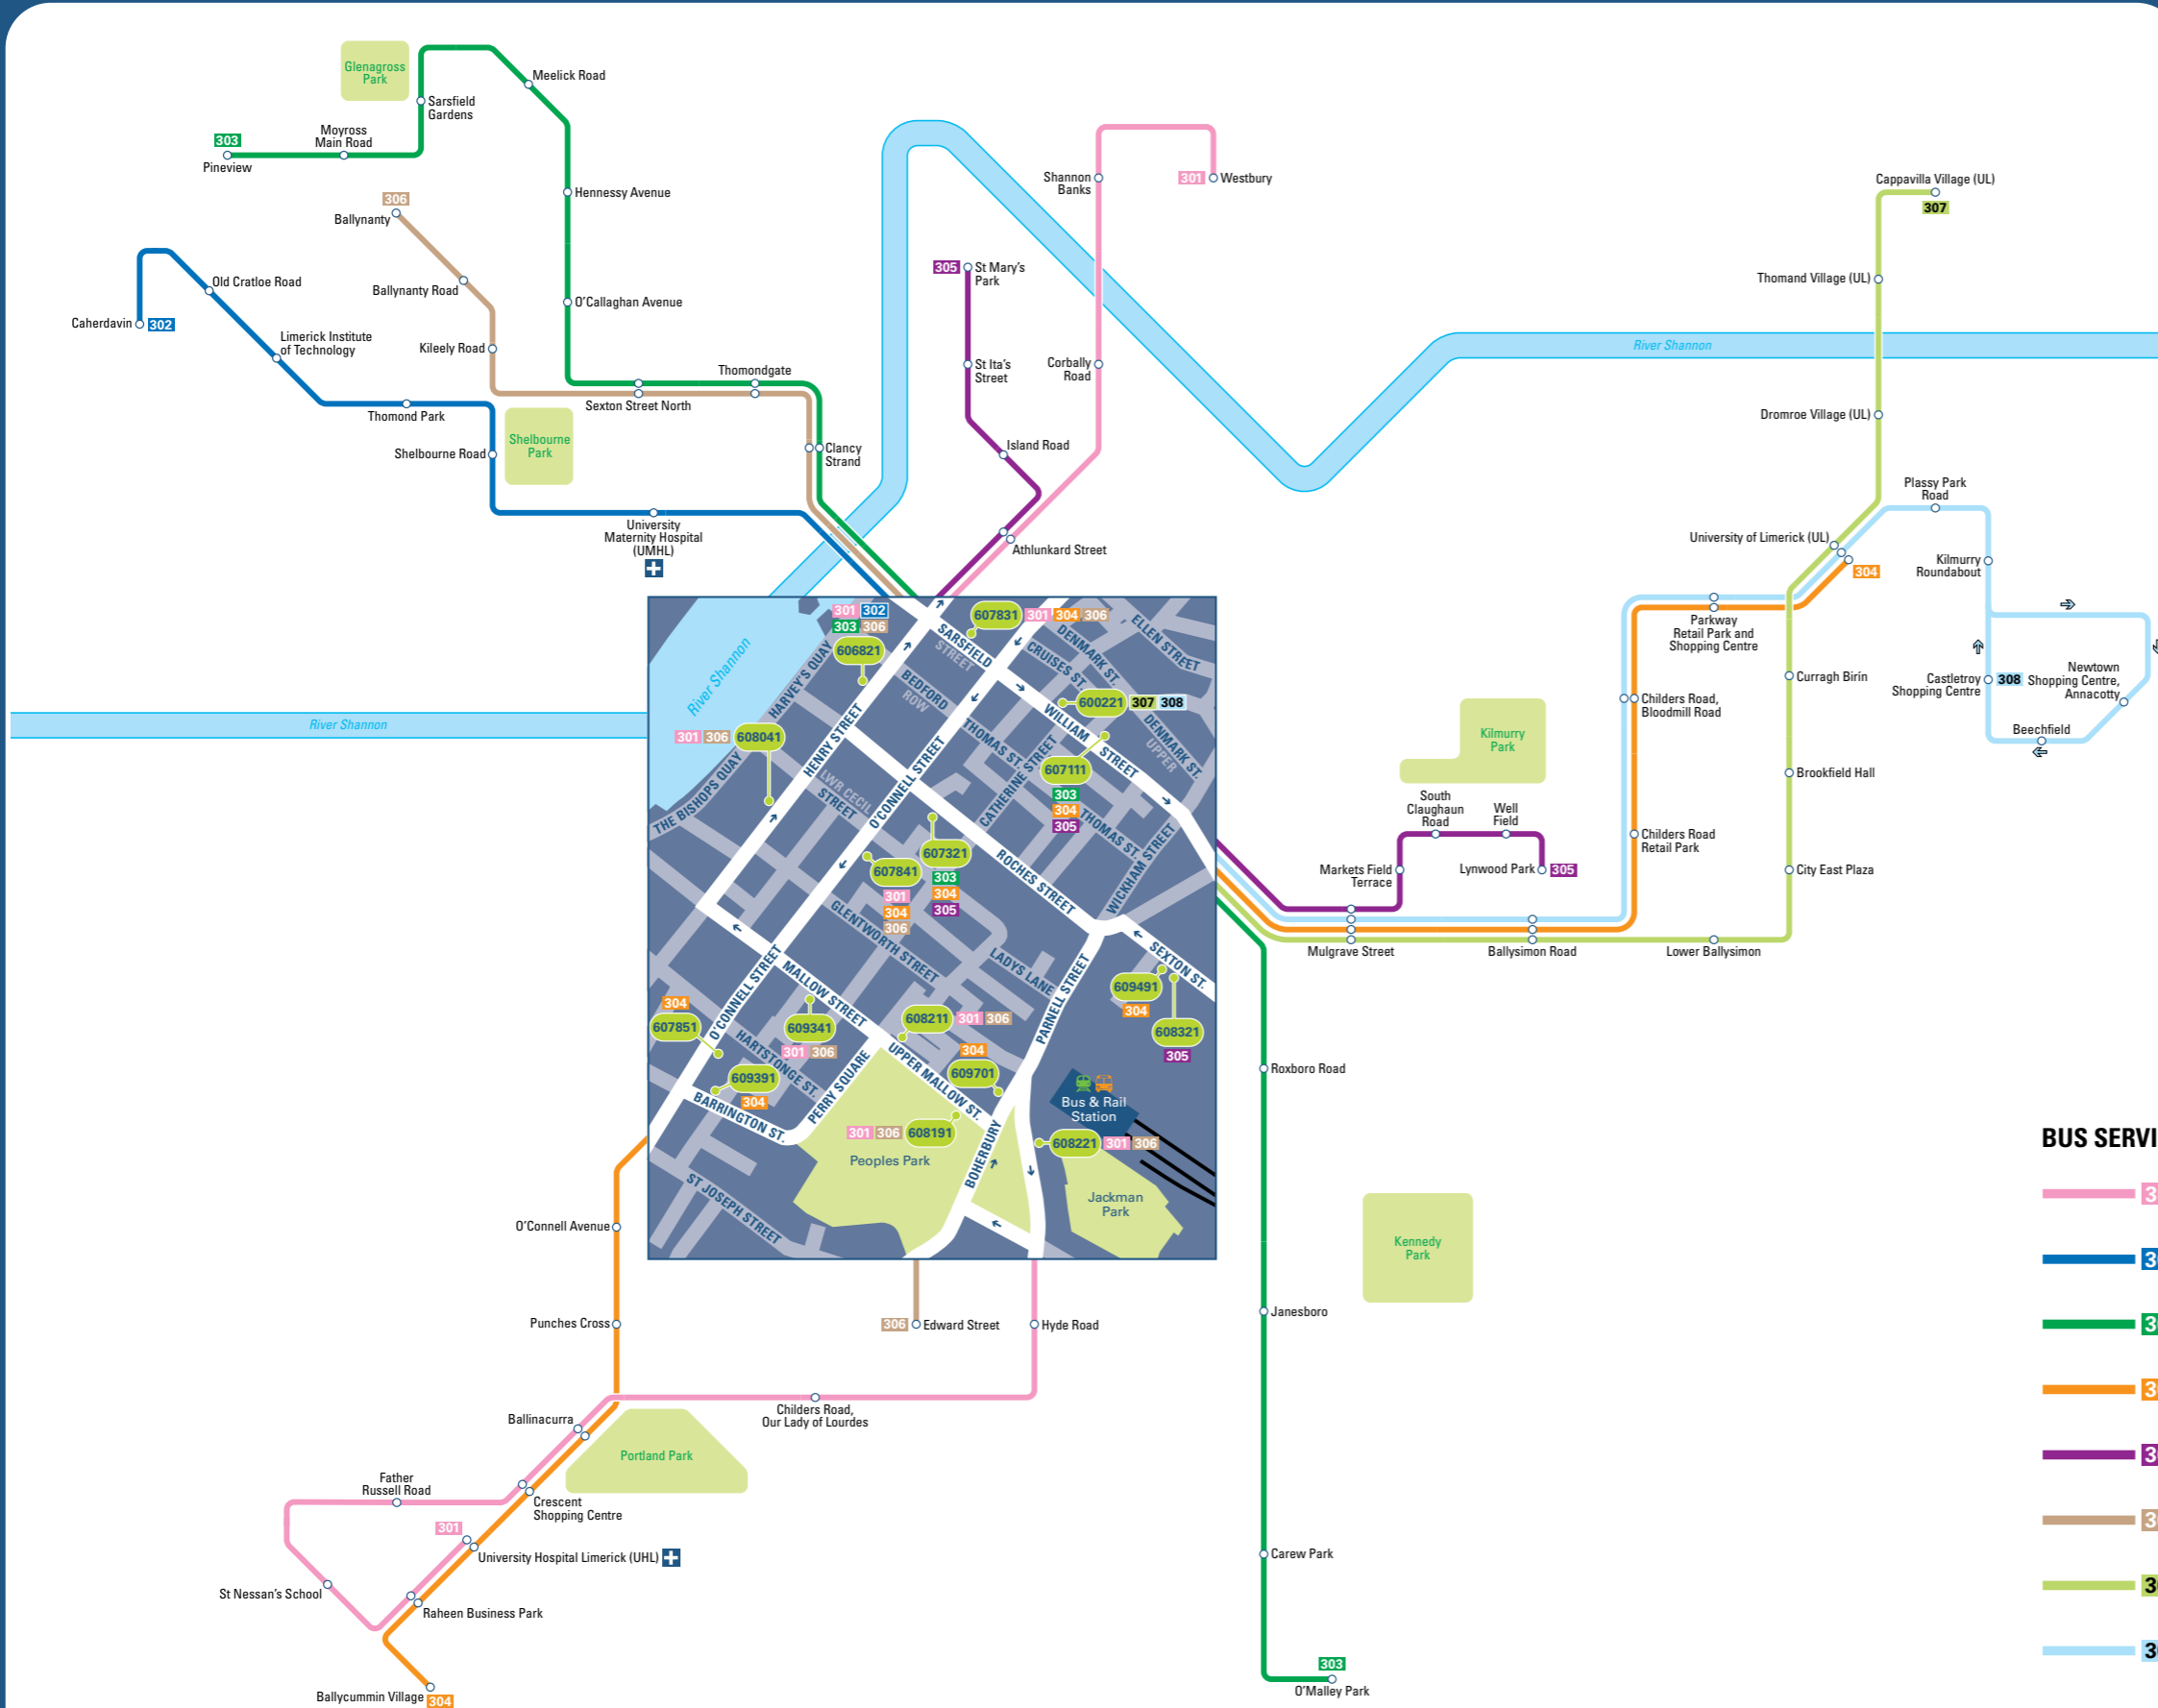 Glenagross
Park
Meelick Road
Sarsfield
Gardens
Moyross
Main Road
303
Pineview
Hennessy Avenue
306
Ballynanty
Ballynanty Road
O'Callaghan Avenue
Old Cratloe Road
Caherdavin
302
Limerick Institute
of Technology
Kileely Road
Thomondgate
Sexton Street North
Thomond Park
Shelbourne Road
Shelbourne
Park
Clancy
Strand
University
Maternity Hospital
(UMHL)
Shannon
Banks
301
Westbury
305
St Mary's
Park
St Ita's
Street
Corbally
Road
Island Road
Athlunkard Street
River Shannon
Cappavilla Village (UL)
307
Thomand Village (UL)
Dromroe Village (UL)
Plassy Park
Road
University of Limerick (UL)
304
Kilmurry
Roundabout
Parkway
Retail Park and
Shopping Centre
Curragh Birín
Castletroy
Shopping Centre
308
Newtown
Shopping Centre,
Annacotty
Beechfield
Childers Road,
Bloodmill Road
Kilmurry
Park
Brookfield Hall
South
Claughaun
Road
Well
Field
Childers Road
Retail Park
Markets Field
Terrace
Lynwood Park
305
City East Plaza
Mulgrave Street
Ballysimon Road
Lower Ballysimon
River Shannon
River Shannon
301 302
303 306
606821
607831
301 304 306
SARSFIELD
STREET
DENMARK ST.
ELLEN STREET
CRUISES ST.
HARVEY'S QUAY
BEDFORD
ROW
600221
307 308
WILLIAM
STREET
DENMARK ST.
UPPER
301 306
608041
HENRY STREET
THOMAS ST.
CATHERINE STREET
607111
303
304
305
THE BISHOPS QUAY
LWR CECIL
STREET
O'CONNELL STREET
THOMAS ST.
WICKHAM STREET
607321
303
304
305
607841
301
304
306
ROCHES STREET
GLENTWORTH STREET
LADYS LANE
SEXTON ST.
O'CONNELL STREET
MALLOW STREET
PARNELL STREET
609491
304
608321
305
304
607851
609341
301 306
608211
301 306
HARTSTONGE ST.
PERRY SQUARE
UPPER MALLOW ST.
304
609701
609391
304
BARRINGTON ST.
Bus & Rail
Station
301 306
608191
608221
301 306
Peoples Park
BOHERBURY
Jackman
Park
ST JOSEPH STREET
Roxboro Road
O'Connell Avenue
Punches Cross
306
Edward Street
Hyde Road
Janesboro
Kennedy
Park
Childers Road,
Our Lady of Lourdes
Ballinacurra
Portland Park
Father
Russell Road
Crescent
Shopping Centre
301
University Hospital Limerick (UHL)
St Nessan's School
Raheen Business Park
Ballycummin Village
304
Carew Park
303
O'Malley Park
BUS SERVI
3
3
3
3
3
3
3
3